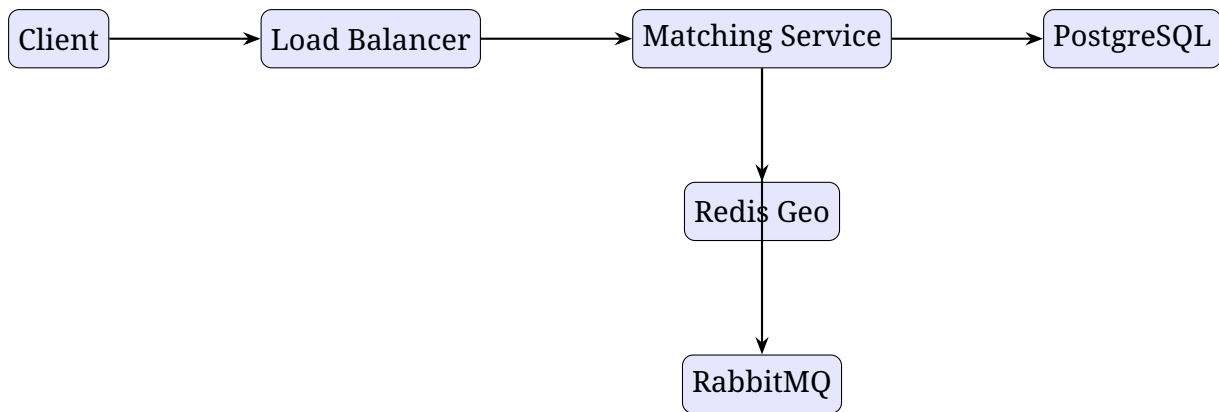 Client
Load Balancer
Matching Service
PostgreSQL
Redis Geo
RabbitMQ